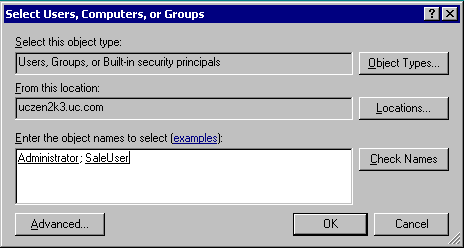 Select Users, Computers, or Groups
Select this object type:
Users, Groups, or Built-in security principals
Object Types...
From this location:
uczen2k3.uc.com
Locations...
Enter the object names to select (examples):
Administrator; SaleUser
Check Names
Advanced...
OK
Cancel